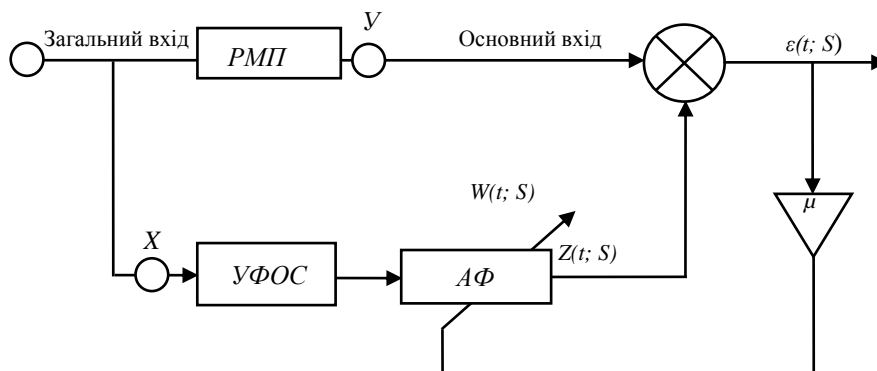 Загальний вхід
РМП
У
Основний вхід
ε(t; S)
W(t; S)
μ
X
УФОС
АФ
Z(t; S)